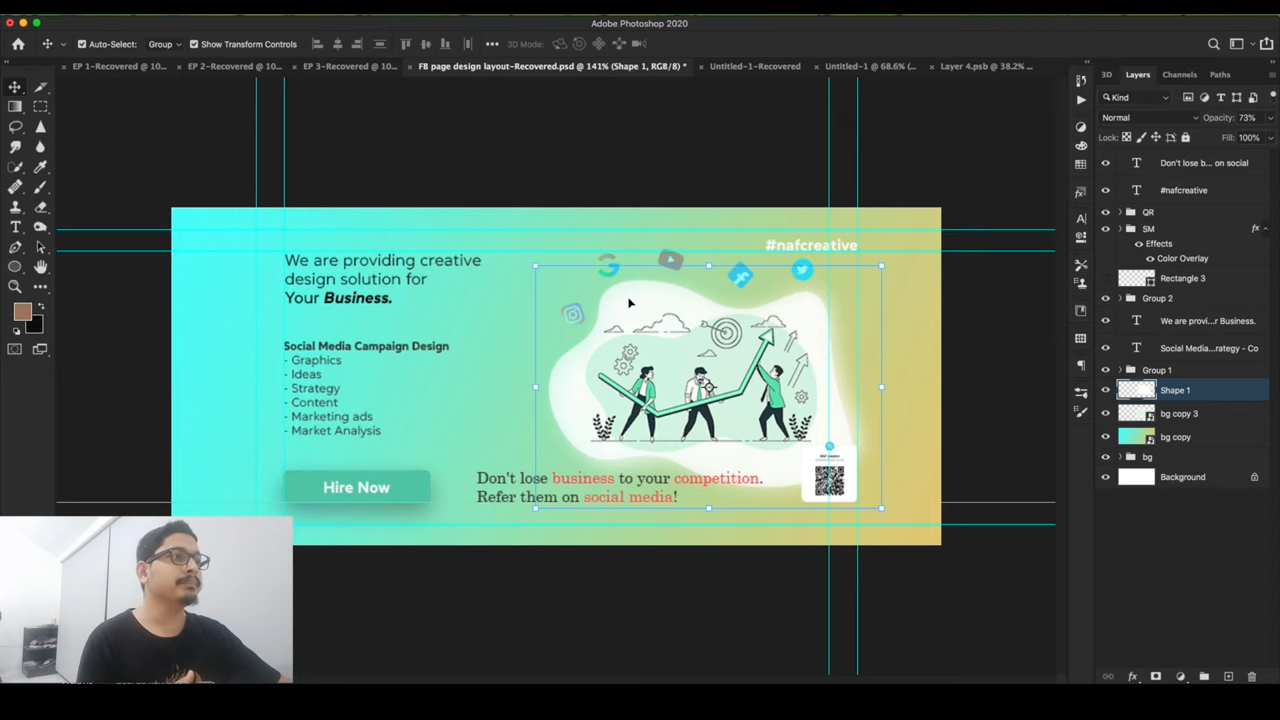 Adobe Photoshop 2020
Auto-Select: Group Show Transform Controls 3D Mode:
EP 1-Recovered @ 10... EP 2-Recovered @ 10... EP 3-Recovered @ 10... FB page design layout-Recovered.psd @ 141% (Shape 1, RGB/8) * Untitled-1-Recovered Untitled-1 @ 68.6% (... Layer 4.psb @ 38.2% ...
3D Layers Channels Paths
Kind
Normal Opacity: 73%
Lock: Fill: 100%
Don't lose b... on social
#nafcreative
QR
SM fx
Effects
Color Overlay
Rectangle 3
Group 2
We are provi...r Business.
Social Media...rategy - Co
Group 1
Shape 1
bg copy 3
bg copy
bg
Background
#nafcreative
We are providing creative
design solution for
Your Business.
Social Media Campaign Design
- Graphics
- Ideas
- Strategy
- Content
- Marketing ads
- Market Analysis
Hire Now
Don't lose business to your competition.
Refer them on social media!